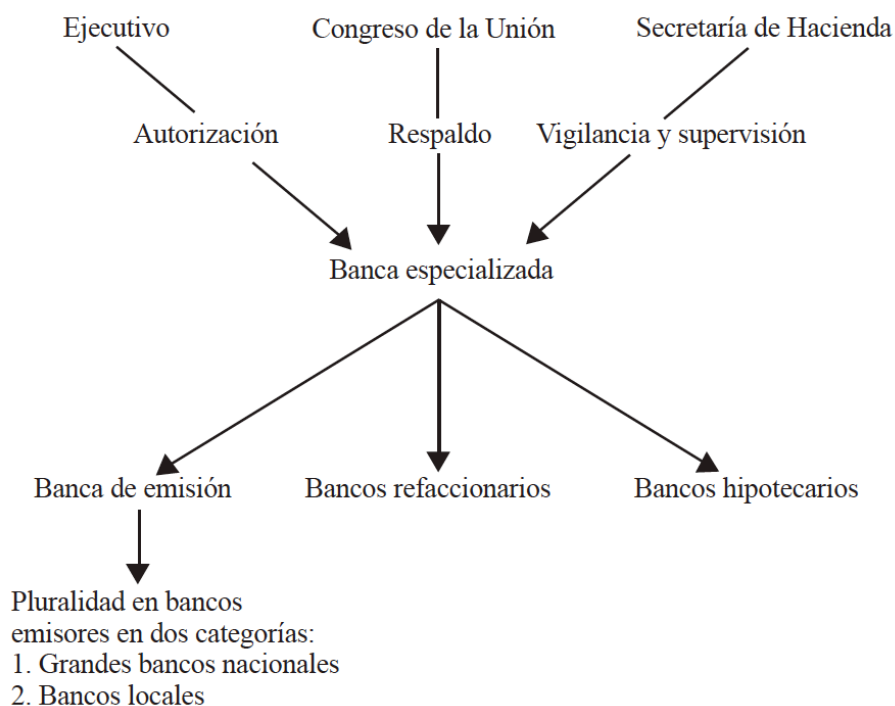 Ejecutivo
Congreso de la Unión
Secretaría de Hacienda
Autorización
Respaldo
Vigilancia y supervisión
Banca especializada
Banca de emisión
Bancos refaccionarios
Bancos hipotecarios
Pluralidad en bancos
emisores en dos categorías:
1. Grandes bancos nacionales
2. Bancos locales